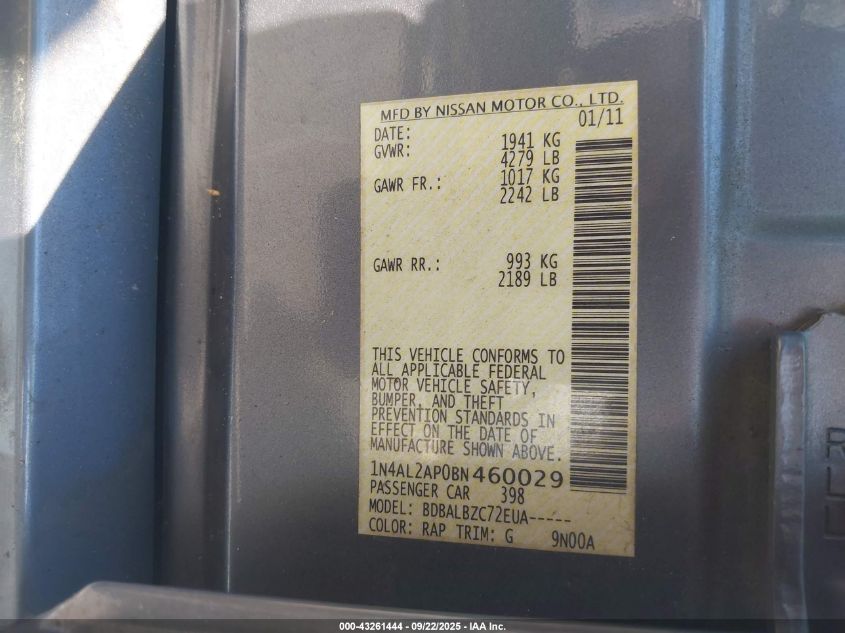 MFD BY NISSAN MOTOR CO., LTD.
DATE: 01/11
GVWR: 1941 KG
4279 LB
GAWR FR.: 1017 KG
2242 LB
GAWR RR.: 993 KG
2189 LB
THIS VEHICLE CONFORMS TO
ALL APPLICABLE FEDERAL
MOTOR VEHICLE SAFETY,
BUMPER, AND THEFT
PREVENTION STANDARDS IN
EFFECT ON THE DATE OF
MANUFACTURE SHOWN ABOVE.
1N4AL2AP0BN460029
PASSENGER CAR 398
MODEL: BDBALBZC72EUA-----
COLOR: RAP TRIM: G 9N00A
000-43261444 - 09/22/2025 - IAA Inc.